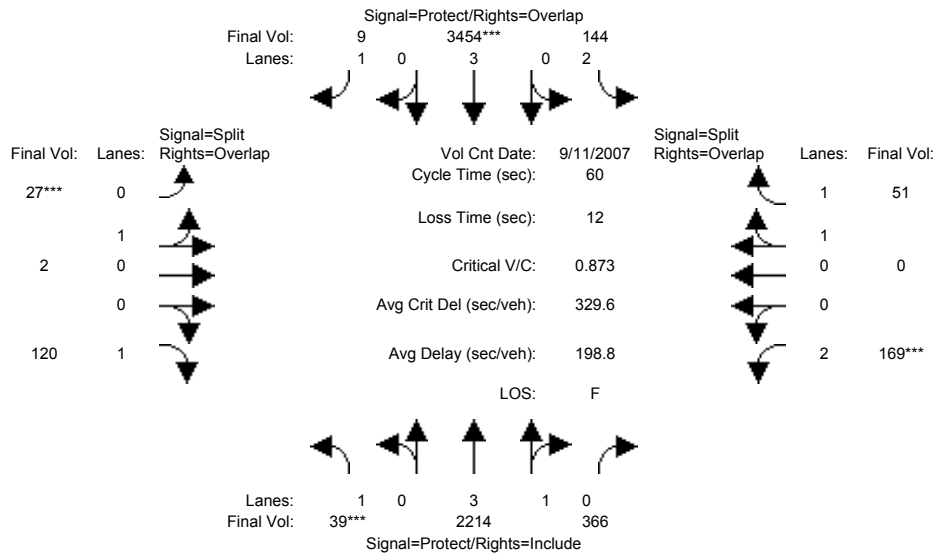 Signal=Protect/Rights=Overlap
Final Vol: 9 3454*** 144
Lanes: 1 0 3 0 2
Signal=Split Signal=Split
Final Vol: Lanes: Rights=Overlap Vol Cnt Date: 9/11/2007 Rights=Overlap Lanes: Final Vol:
Cycle Time (sec): 60
27*** 0 1 51
Loss Time (sec): 12
1 1
2 0 Critical V/C: 0.873 0 0
0 Avg Crit Del (sec/veh): 329.6 0
120 1 Avg Delay (sec/veh): 198.8 2 169***
LOS: F
Lanes: 1 0 3 1 0
Final Vol: 39*** 2214 366
Signal=Protect/Rights=Include